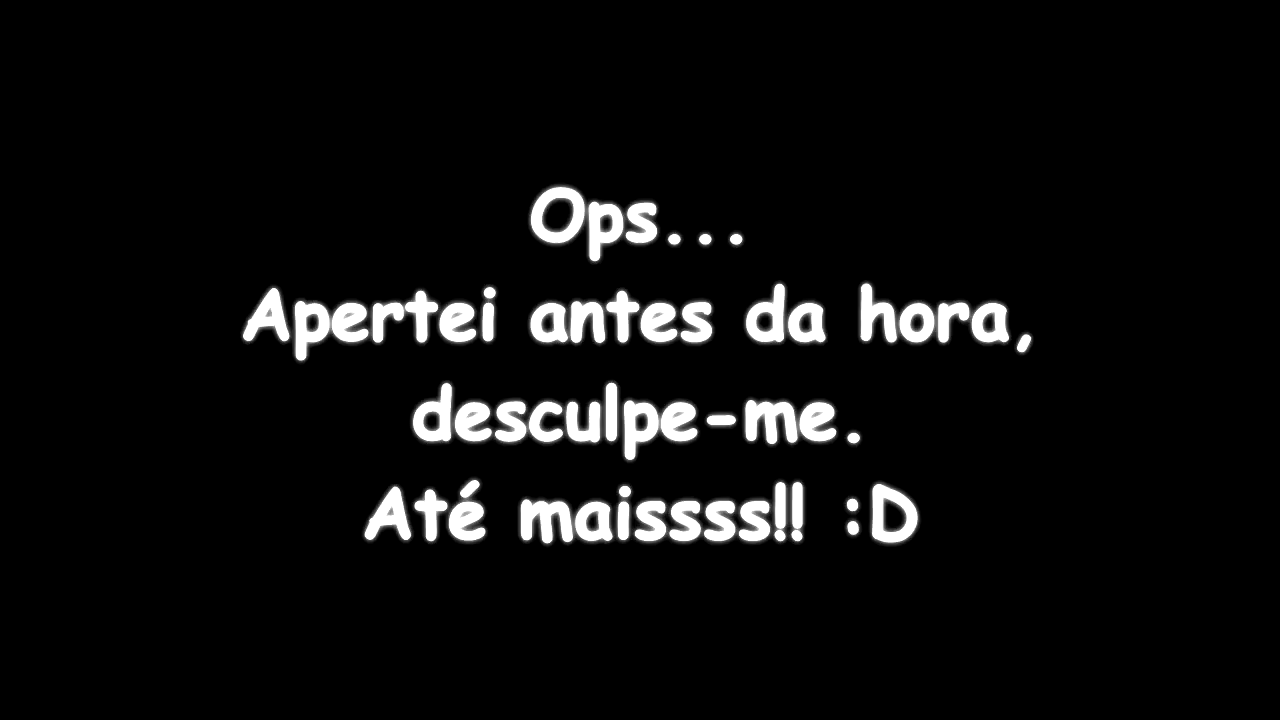 Ops...
Apertei antes da hora,
desculpe-me.
Até maissss!! :D